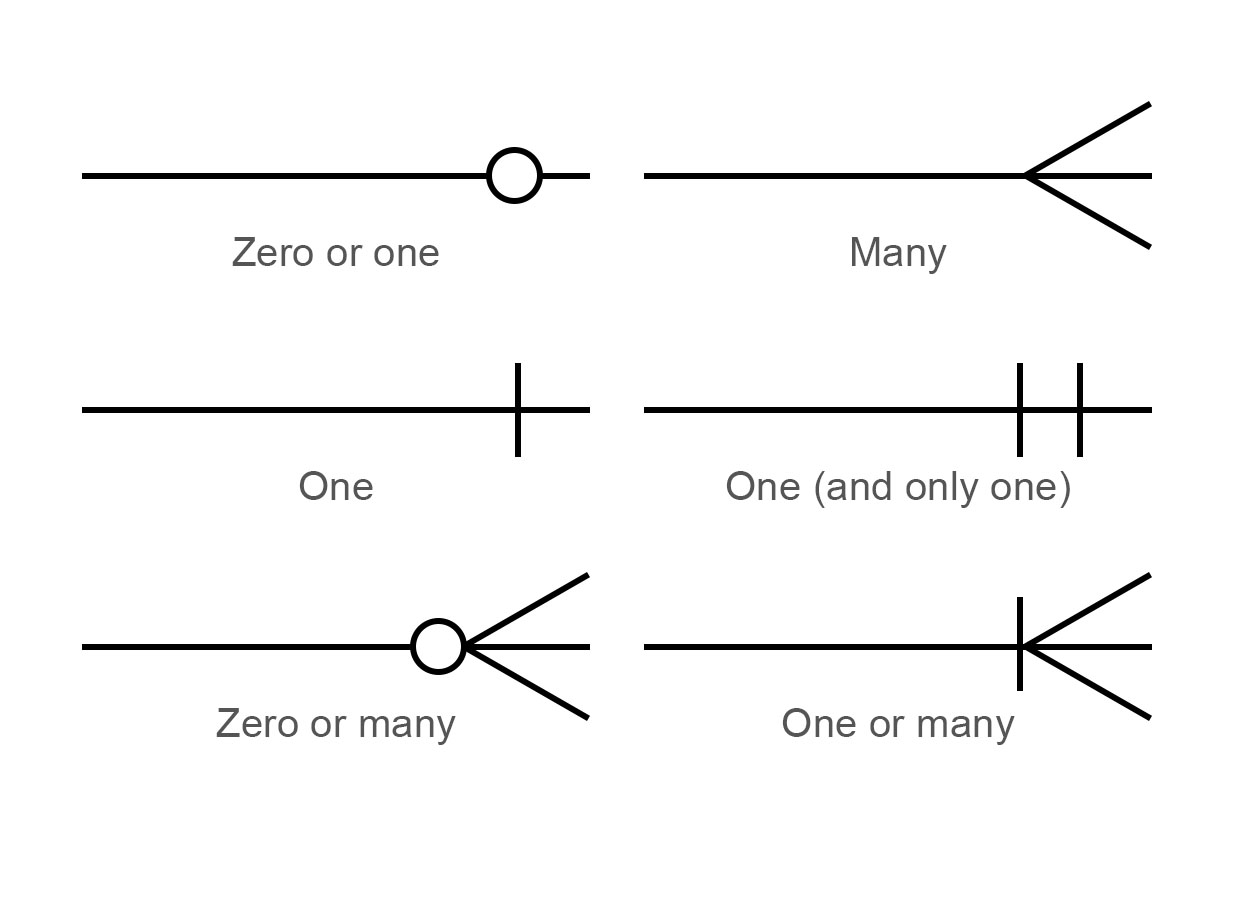 Zero or one
Many
One
One (and only one)
Zero or many
One or many